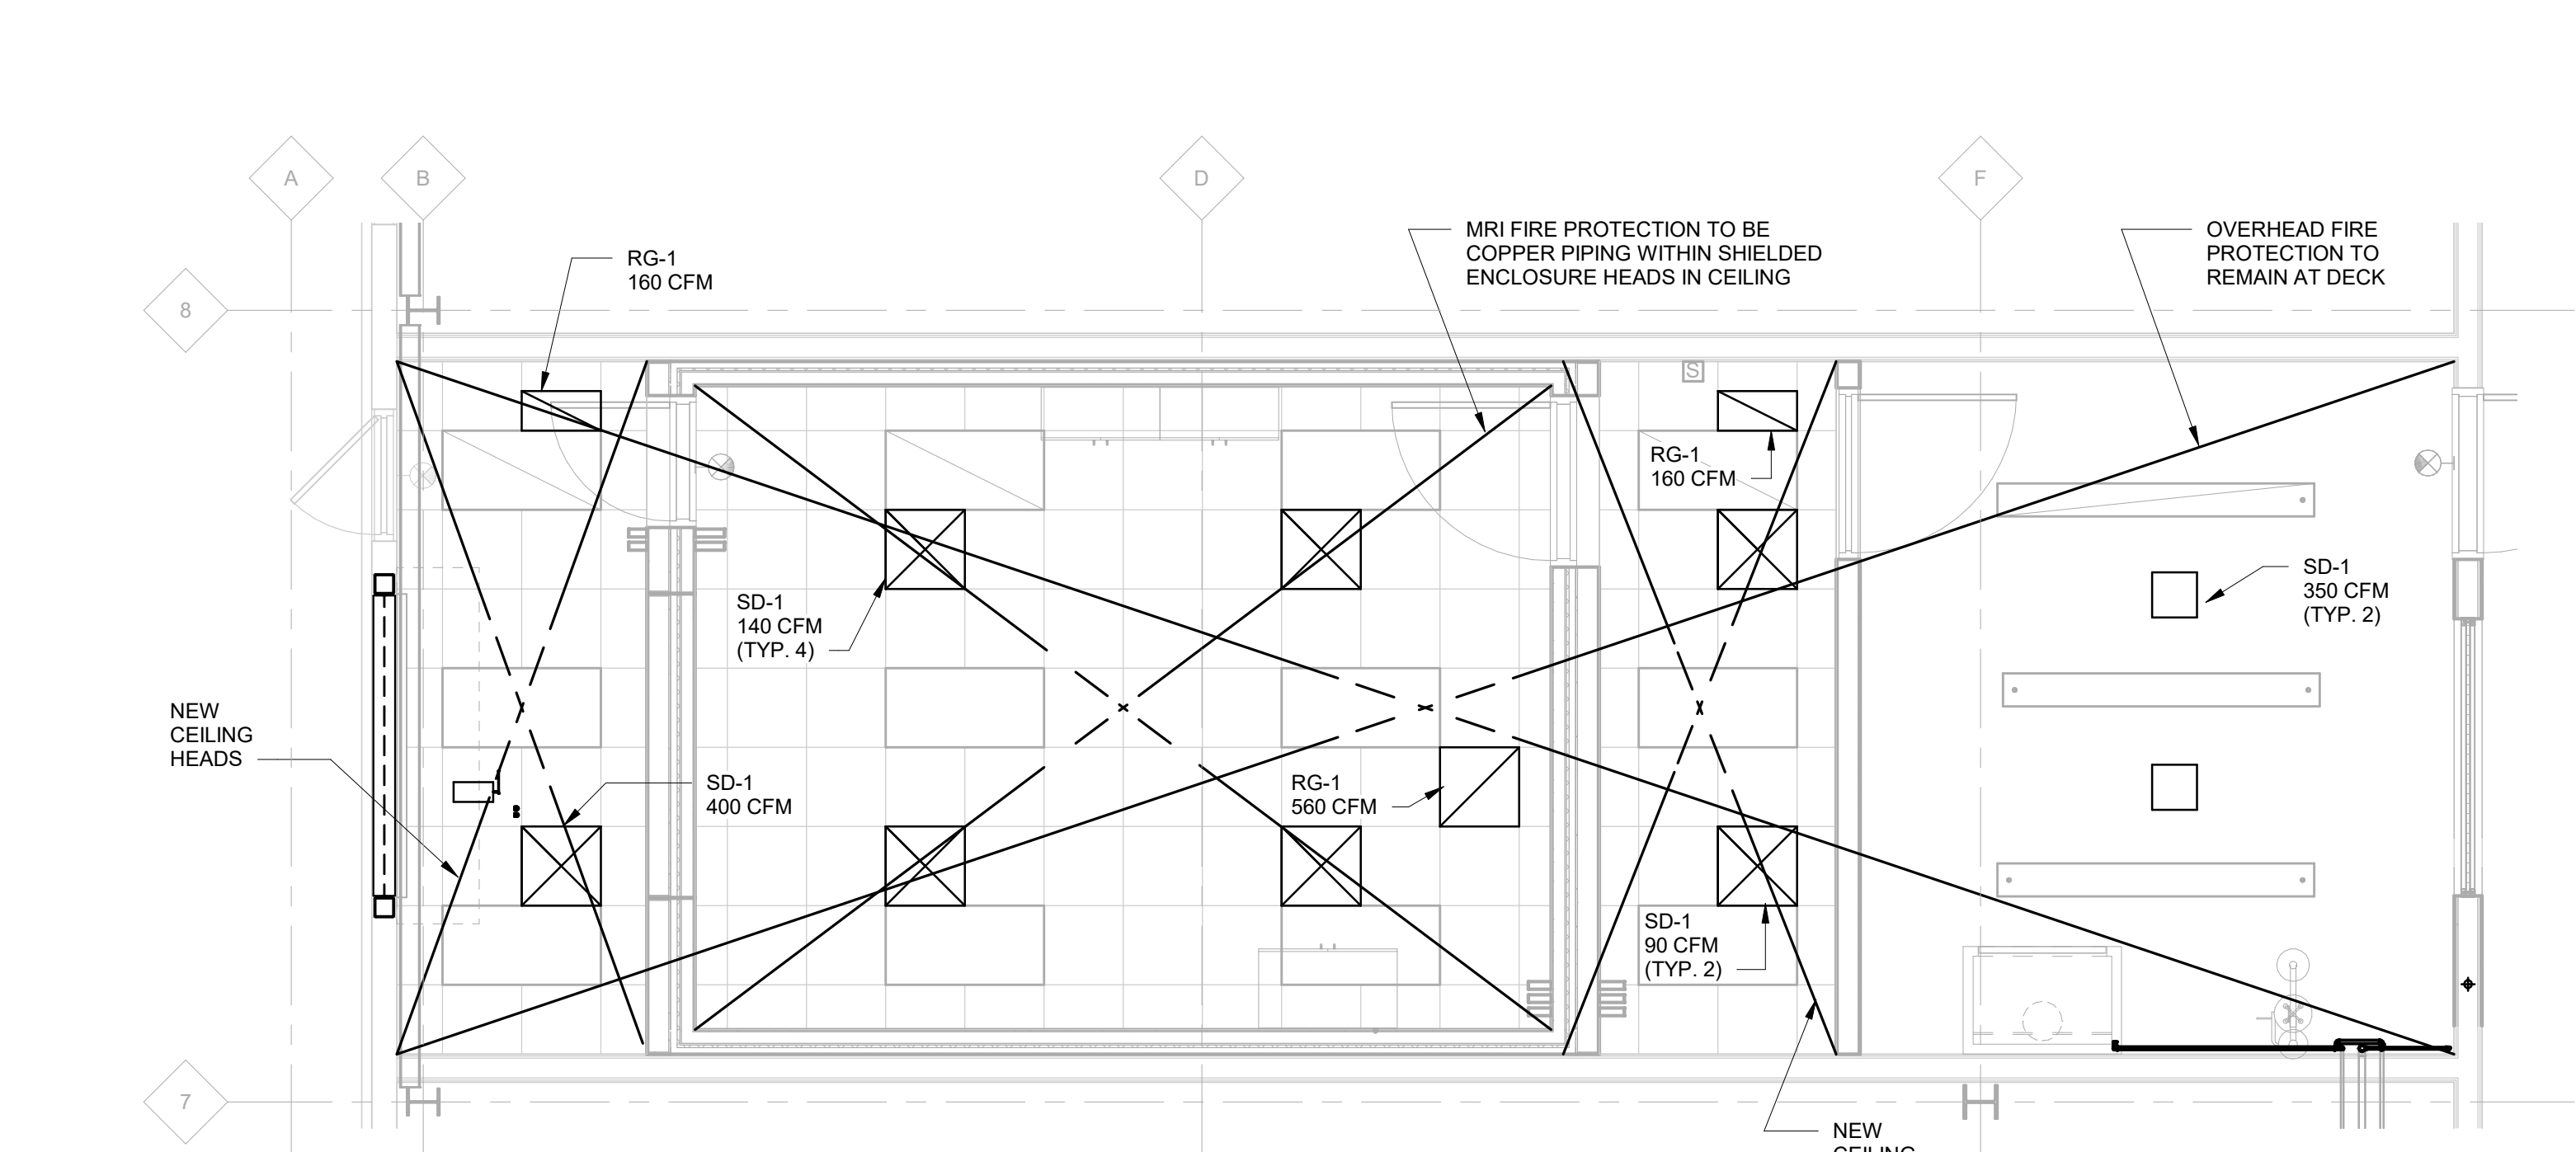 A
B
D
F
8
7
RG-1
160 CFM
MRI FIRE PROTECTION TO BE
COPPER PIPING WITHIN SHIELDED
ENCLOSURE HEADS IN CEILING
OVERHEAD FIRE
PROTECTION TO
REMAIN AT DECK
S
RG-1
160 CFM
SD-1
140 CFM
(TYP. 4)
SD-1
350 CFM
(TYP. 2)
NEW
CEILING
HEADS
SD-1
400 CFM
RG-1
560 CFM
SD-1
90 CFM
(TYP. 2)
NEW
CEILING